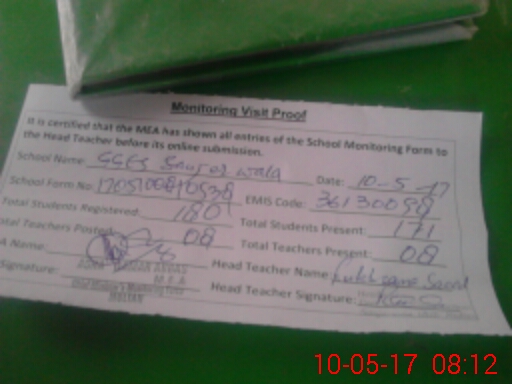 Monitoring Visit Proof
It is certified that the MEA has shown all entries of the School Monitoring Form to
the Head Teacher before its online submission.
School Name: GGES Date: 10-5-17
School Form No: EMIS Code: 36130098
Total Students Registered: 180 Total Students Present: 171
Total Teachers Posted: 08 Total Teachers Present: 08
A Name: Head Teacher Name:
Signature: M E A Head Teacher Signature:
10-05-17 08:12